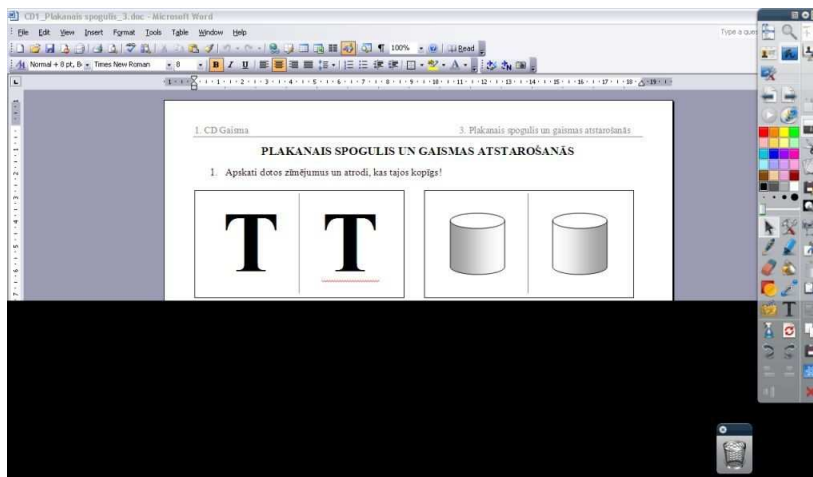 CD1_Plakanais spogulis_3.doc - Microsoft Word
File Edit View Insert Format Tools Table Window Help
Type a ques
100% Read
Normal + 8 pt, B Times New Roman 8 B I U
1. CD Gaisma 3. Plakanais spogulis un gaismas atstarošanās
PLAKANAIS SPOGULIS UN GAISMAS ATSTAROŠANĀS
1. Apskati dotos zīmējumus un atrodi, kas tajos kopīgs!
T T